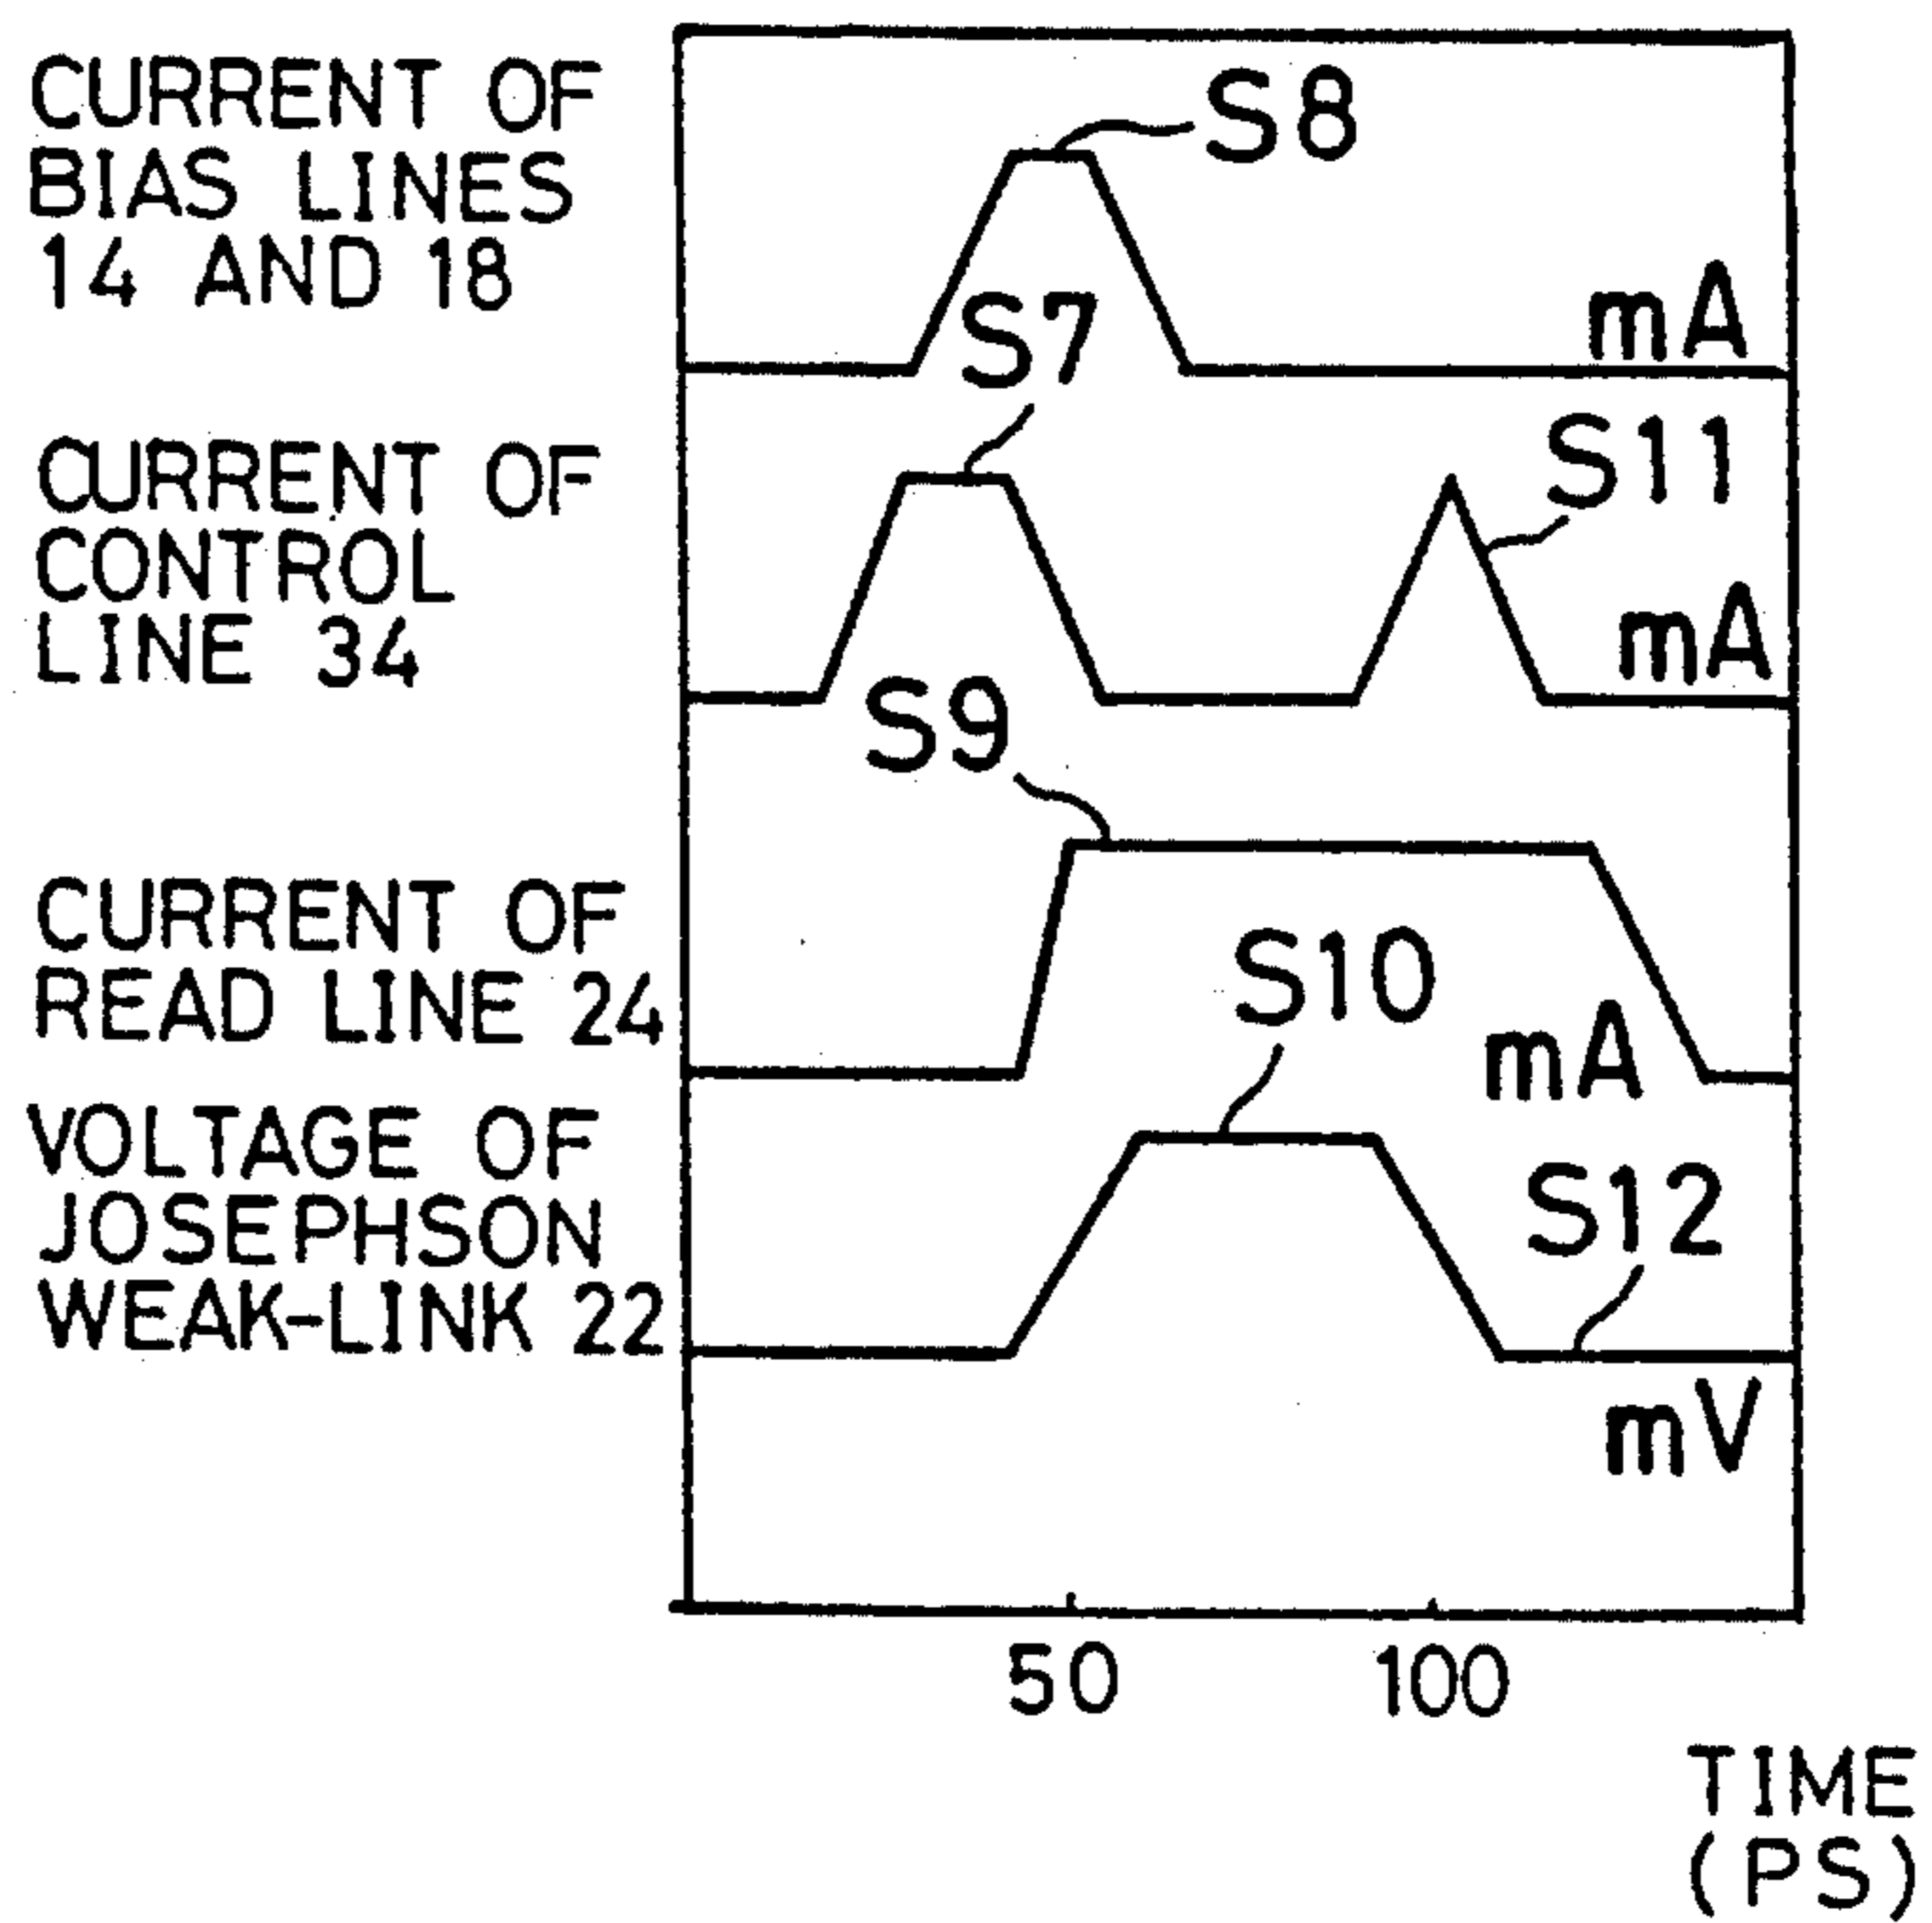 CURRENT OF
BIAS LINES
14 AND 18
S8
S7
mA
CURRENT OF
CONTROL
LINE 34
S11
mA
S9
CURRENT OF
READ LINE 24
S10
mA
VOLTAGE OF
JOSEPHSON
WEAK-LINK 22
S12
mV
50
100
TIME
(PS)